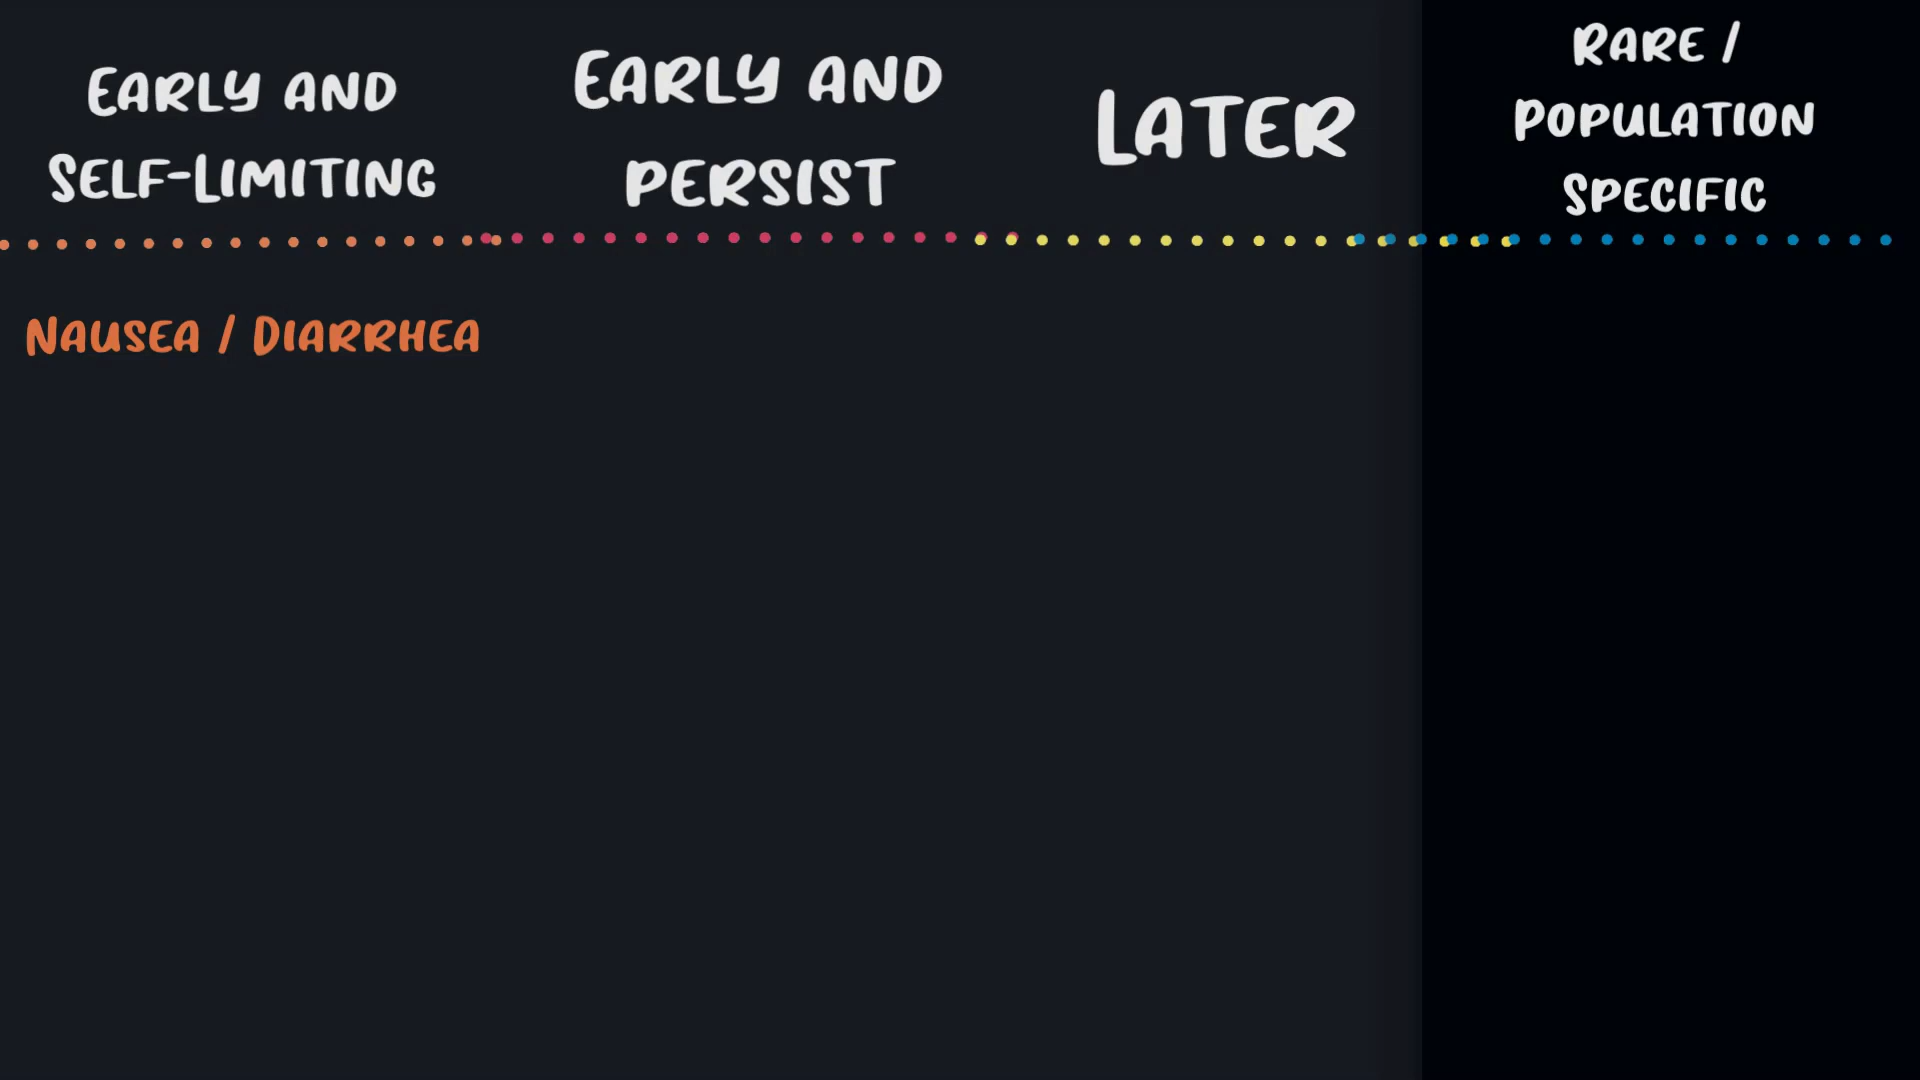 Early and
Self-Limiting
Early and
persist
Later
Rare /
Population
Specific
Nausea / Diarrhea